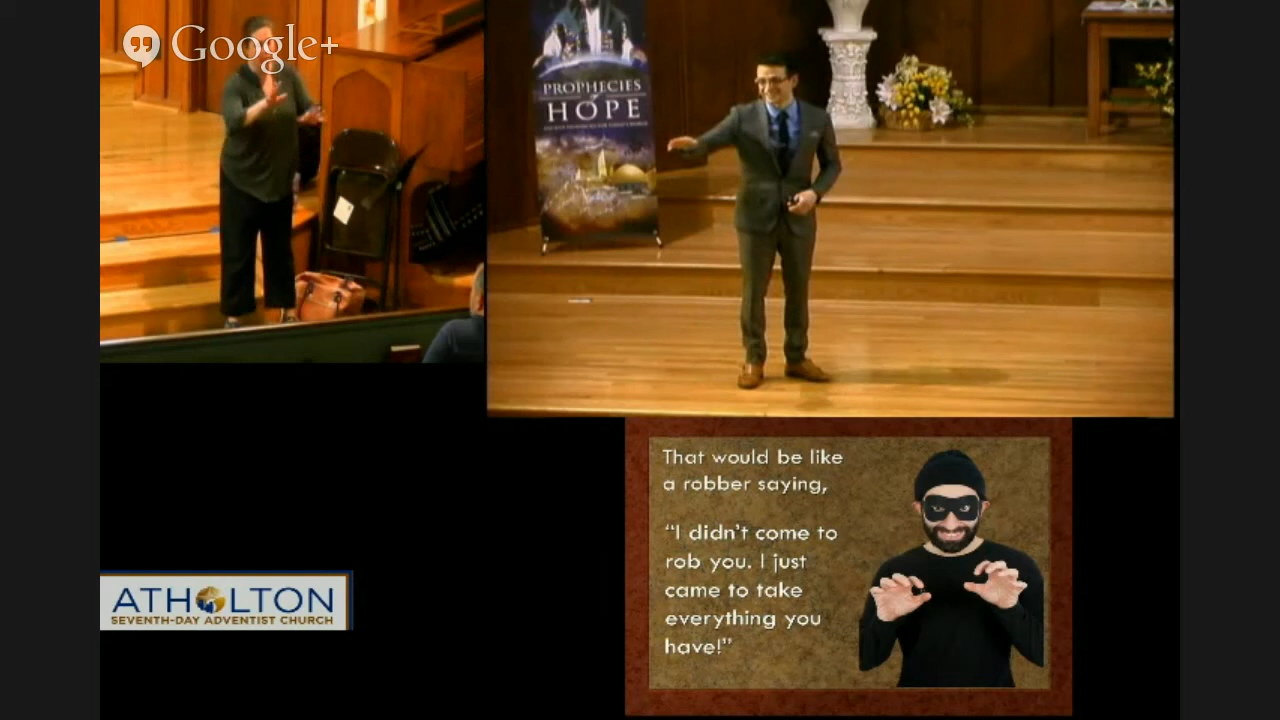 Google+
PROPHECIES
of
HOPE
ATHOLTON
SEVENTH-DAY ADVENTIST CHURCH
That would be like
a robber saying,
“I didn't come to
rob you. I just
came to take
everything you
have!”